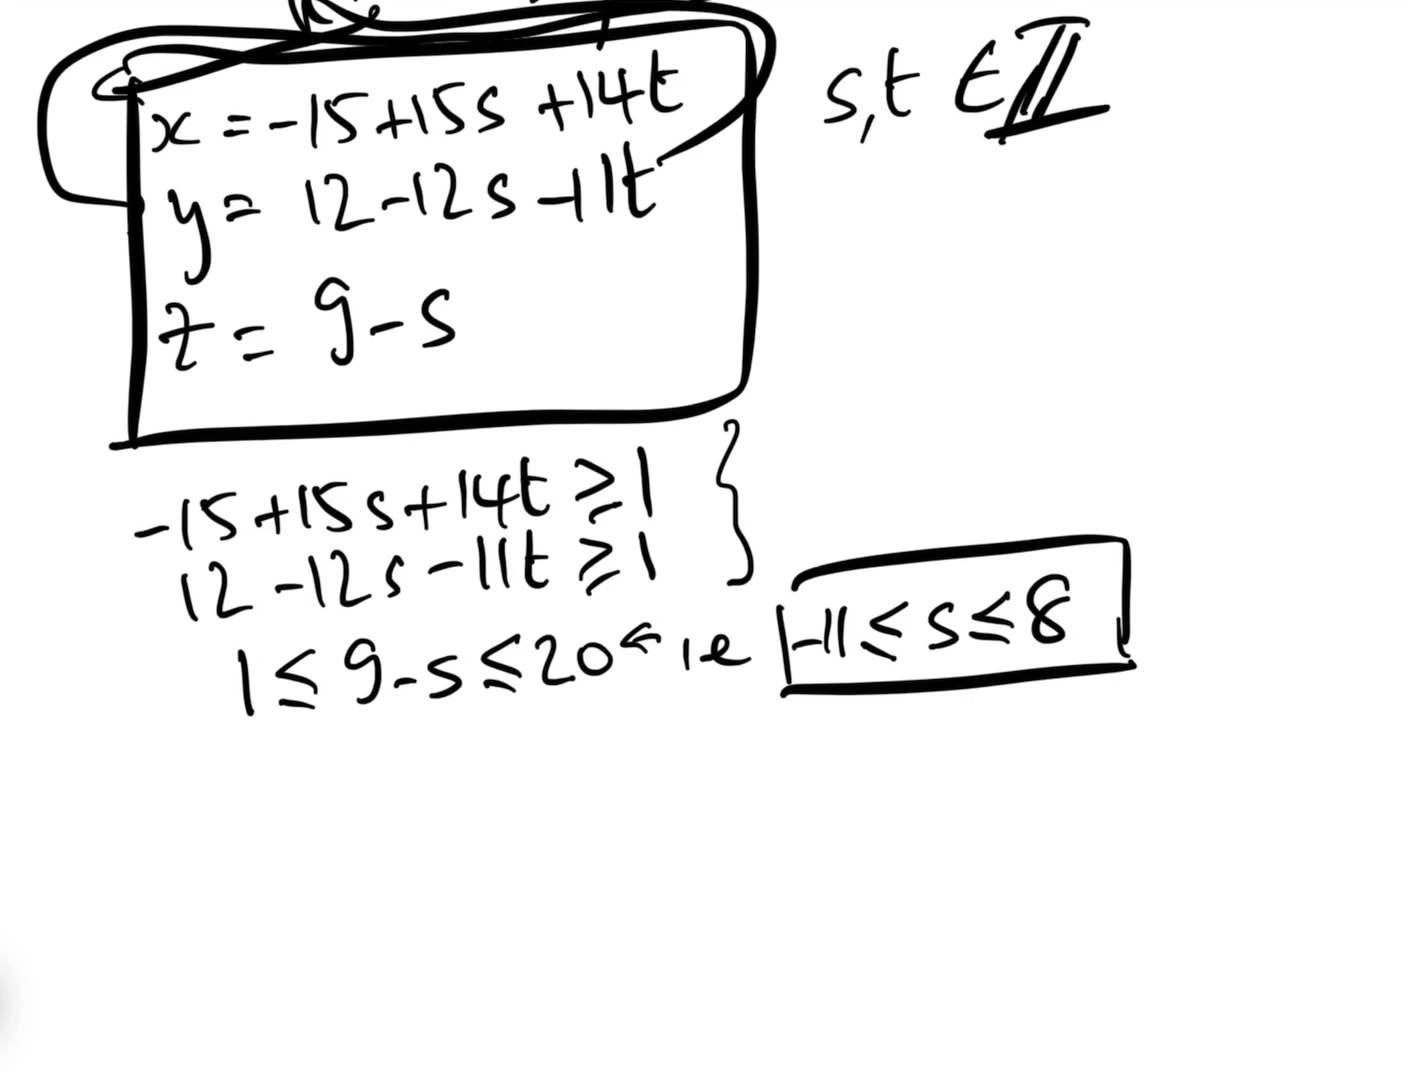 x = -15+15s +14t s,t ∈ ℤ
y = 12-12s-11t
z = 9-s
-15+15s+14t ⩾ 1 }
12-12s-11t ⩾ 1
1 ≤ 9-s ≤ 20 ← ie -11 ≤ s ≤ 8